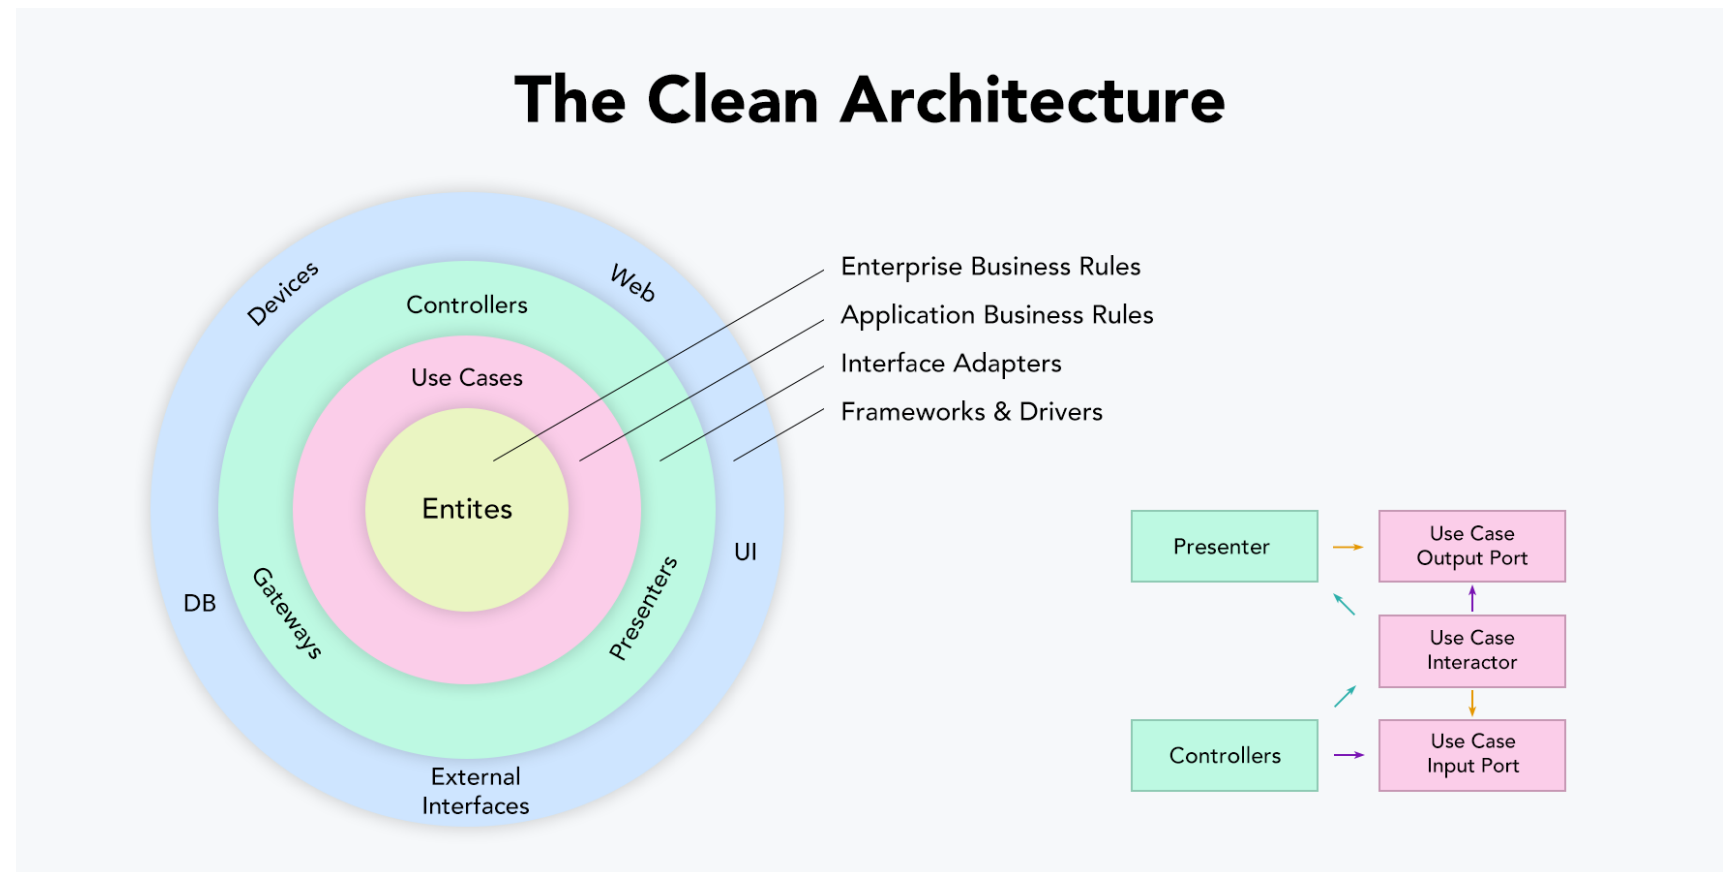 The Clean Architecture
Devices
Web
Controllers
Use Cases
Entites
DB
Gateways
Presenters
UI
External
Interfaces
Enterprise Business Rules
Application Business Rules
Interface Adapters
Frameworks & Drivers
Presenter
Use Case
Output Port
Use Case
Interactor
Controllers
Use Case
Input Port